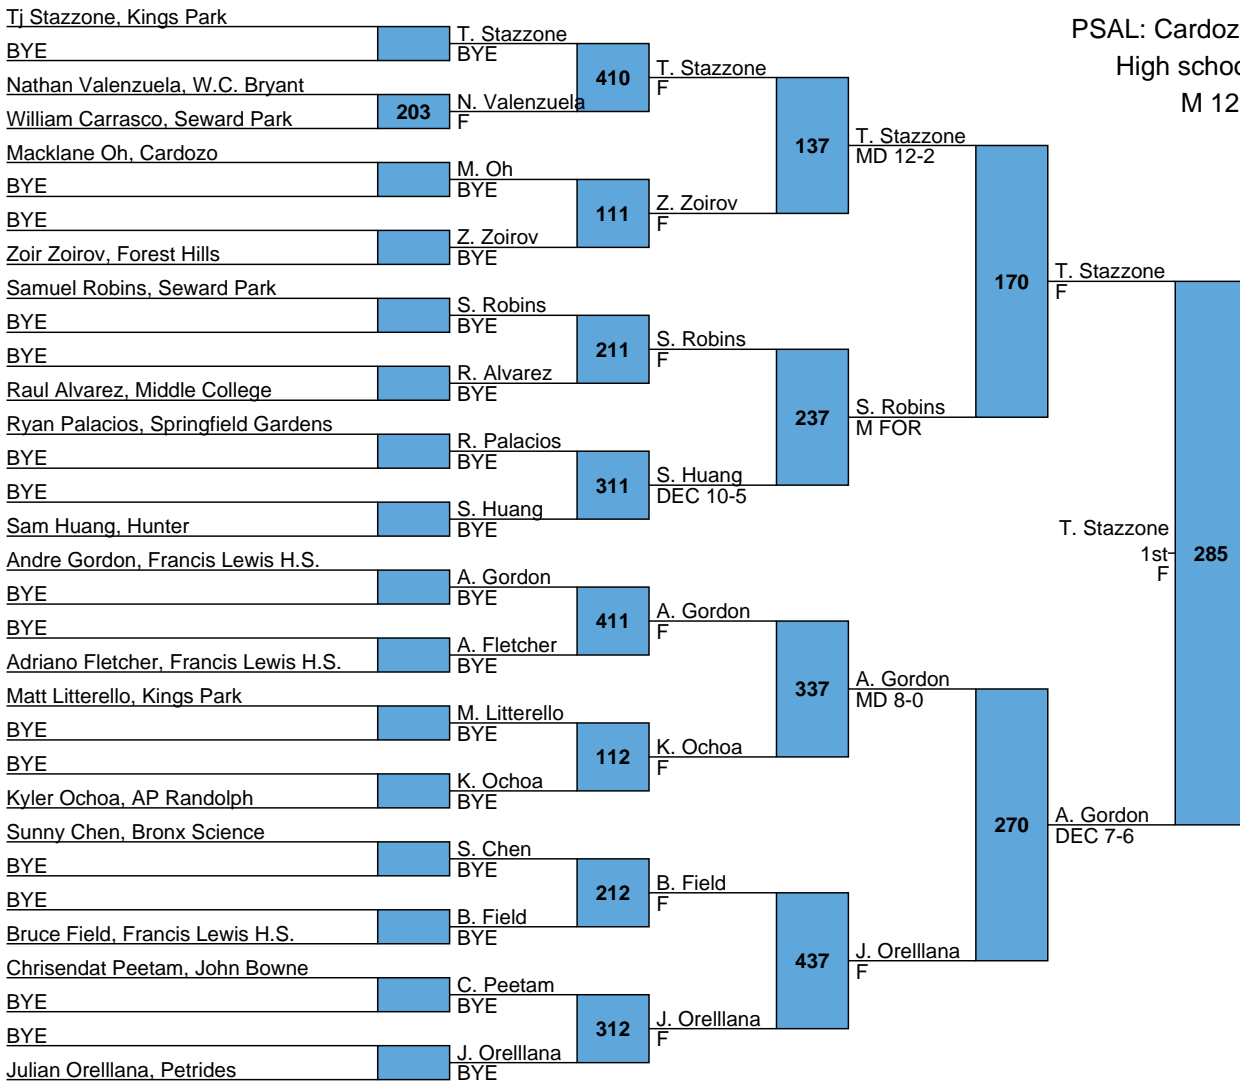 Tj Stazzone, Kings Park
BYE
Nathan Valenzuela, W.C. Bryant
William Carrasco, Seward Park
Macklane Oh, Cardozo
BYE
BYE
Zoir Zoirov, Forest Hills
Samuel Robins, Seward Park
BYE
BYE
Raul Alvarez, Middle College
Ryan Palacios, Springfield Gardens
BYE
BYE
Sam Huang, Hunter
Andre Gordon, Francis Lewis H.S.
BYE
BYE
Adriano Fletcher, Francis Lewis H.S.
Matt Litterello, Kings Park
BYE
BYE
Kyler Ochoa, AP Randolph
Sunny Chen, Bronx Science
BYE
BYE
Bruce Field, Francis Lewis H.S.
Chrisendat Peetam, John Bowne
BYE
BYE
Julian Orelllana, Petrides
203
T. Stazzone
BYE
N. Valenzuela
F
M. Oh
BYE
Z. Zoirov
BYE
S. Robins
BYE
R. Alvarez
BYE
R. Palacios
BYE
S. Huang
BYE
A. Gordon
BYE
A. Fletcher
BYE
M. Litterello
BYE
K. Ochoa
BYE
S. Chen
BYE
B. Field
BYE
C. Peetam
BYE
J. Orelllana
BYE
410
111
211
311
411
112
212
312
T. Stazzone
F
Z. Zoirov
F
S. Robins
F
S. Huang
DEC 10-5
A. Gordon
F
K. Ochoa
F
B. Field
F
J. Orelllana
F
137
237
337
437
T. Stazzone
MD 12-2
S. Robins
M FOR
A. Gordon
MD 8-0
J. Orelllana
F
170
270
T. Stazzone
F
A. Gordon
DEC 7-6
285
T. Stazzone
1st
F
PSAL: Cardoz
High schoo
M 12